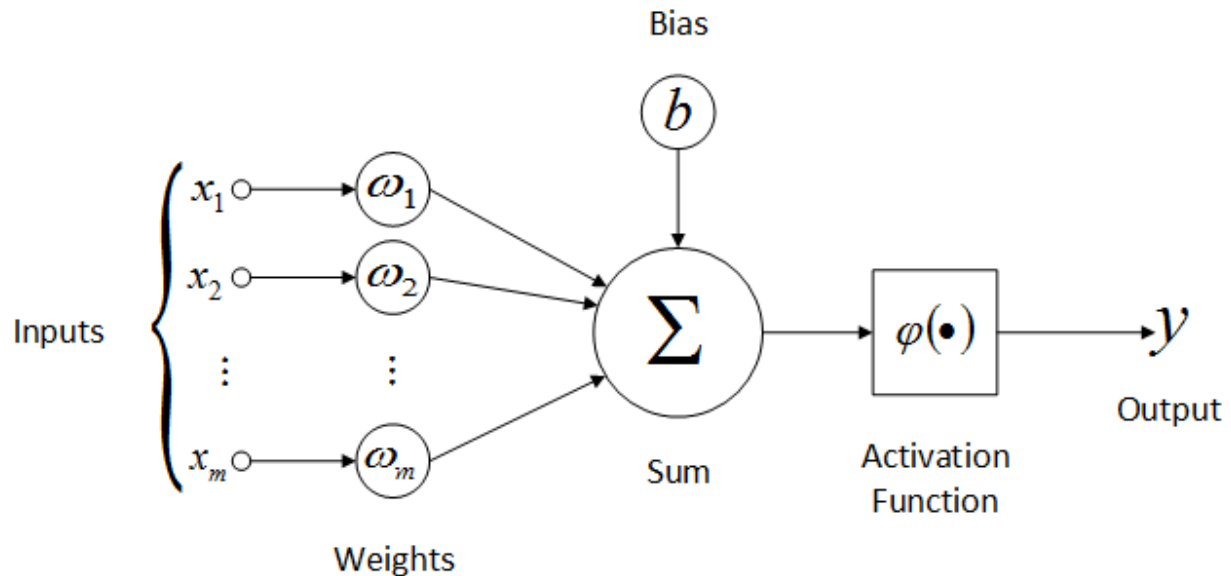 Bias
b
x₁ ω₁
x₂ ω₂
Inputs
⋮ ⋮
Σ
φ(•)
y
Output
xₘ ωₘ
Sum
Activation
Function
Weights